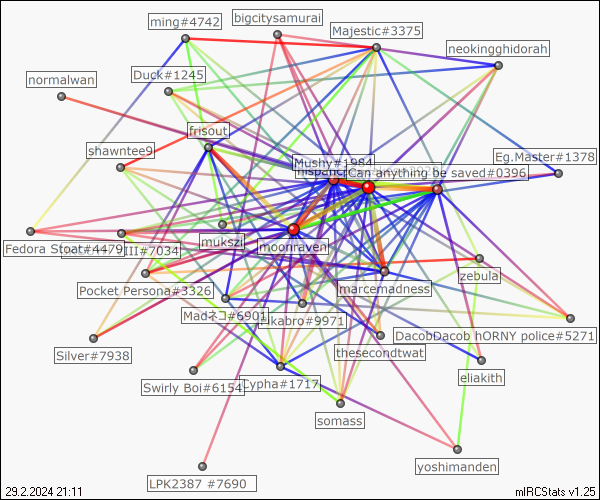 ming#4742
bigcitysamurai
Majestic#3375
neokingghidorah
Duck#1245
normalwan
frisout
shawntee9
Mushy#1984
Can anything be saved#0396
Eg.Master#1378
Fedora Stoat#4479
III#7034
mukszi
moonraven
zebula
Pocket Persona#3326
marcemadness
Madネコ#6901
Elkabro#9971
DacobDacob hORNY police#5271
Silver#7938
thesecondtwat
Swirly Boi#6154
Cypha#1717
eliakith
somass
yoshimanden
LPK2387 #7690
29.2.2024 21:11
mIRCStats v1.25